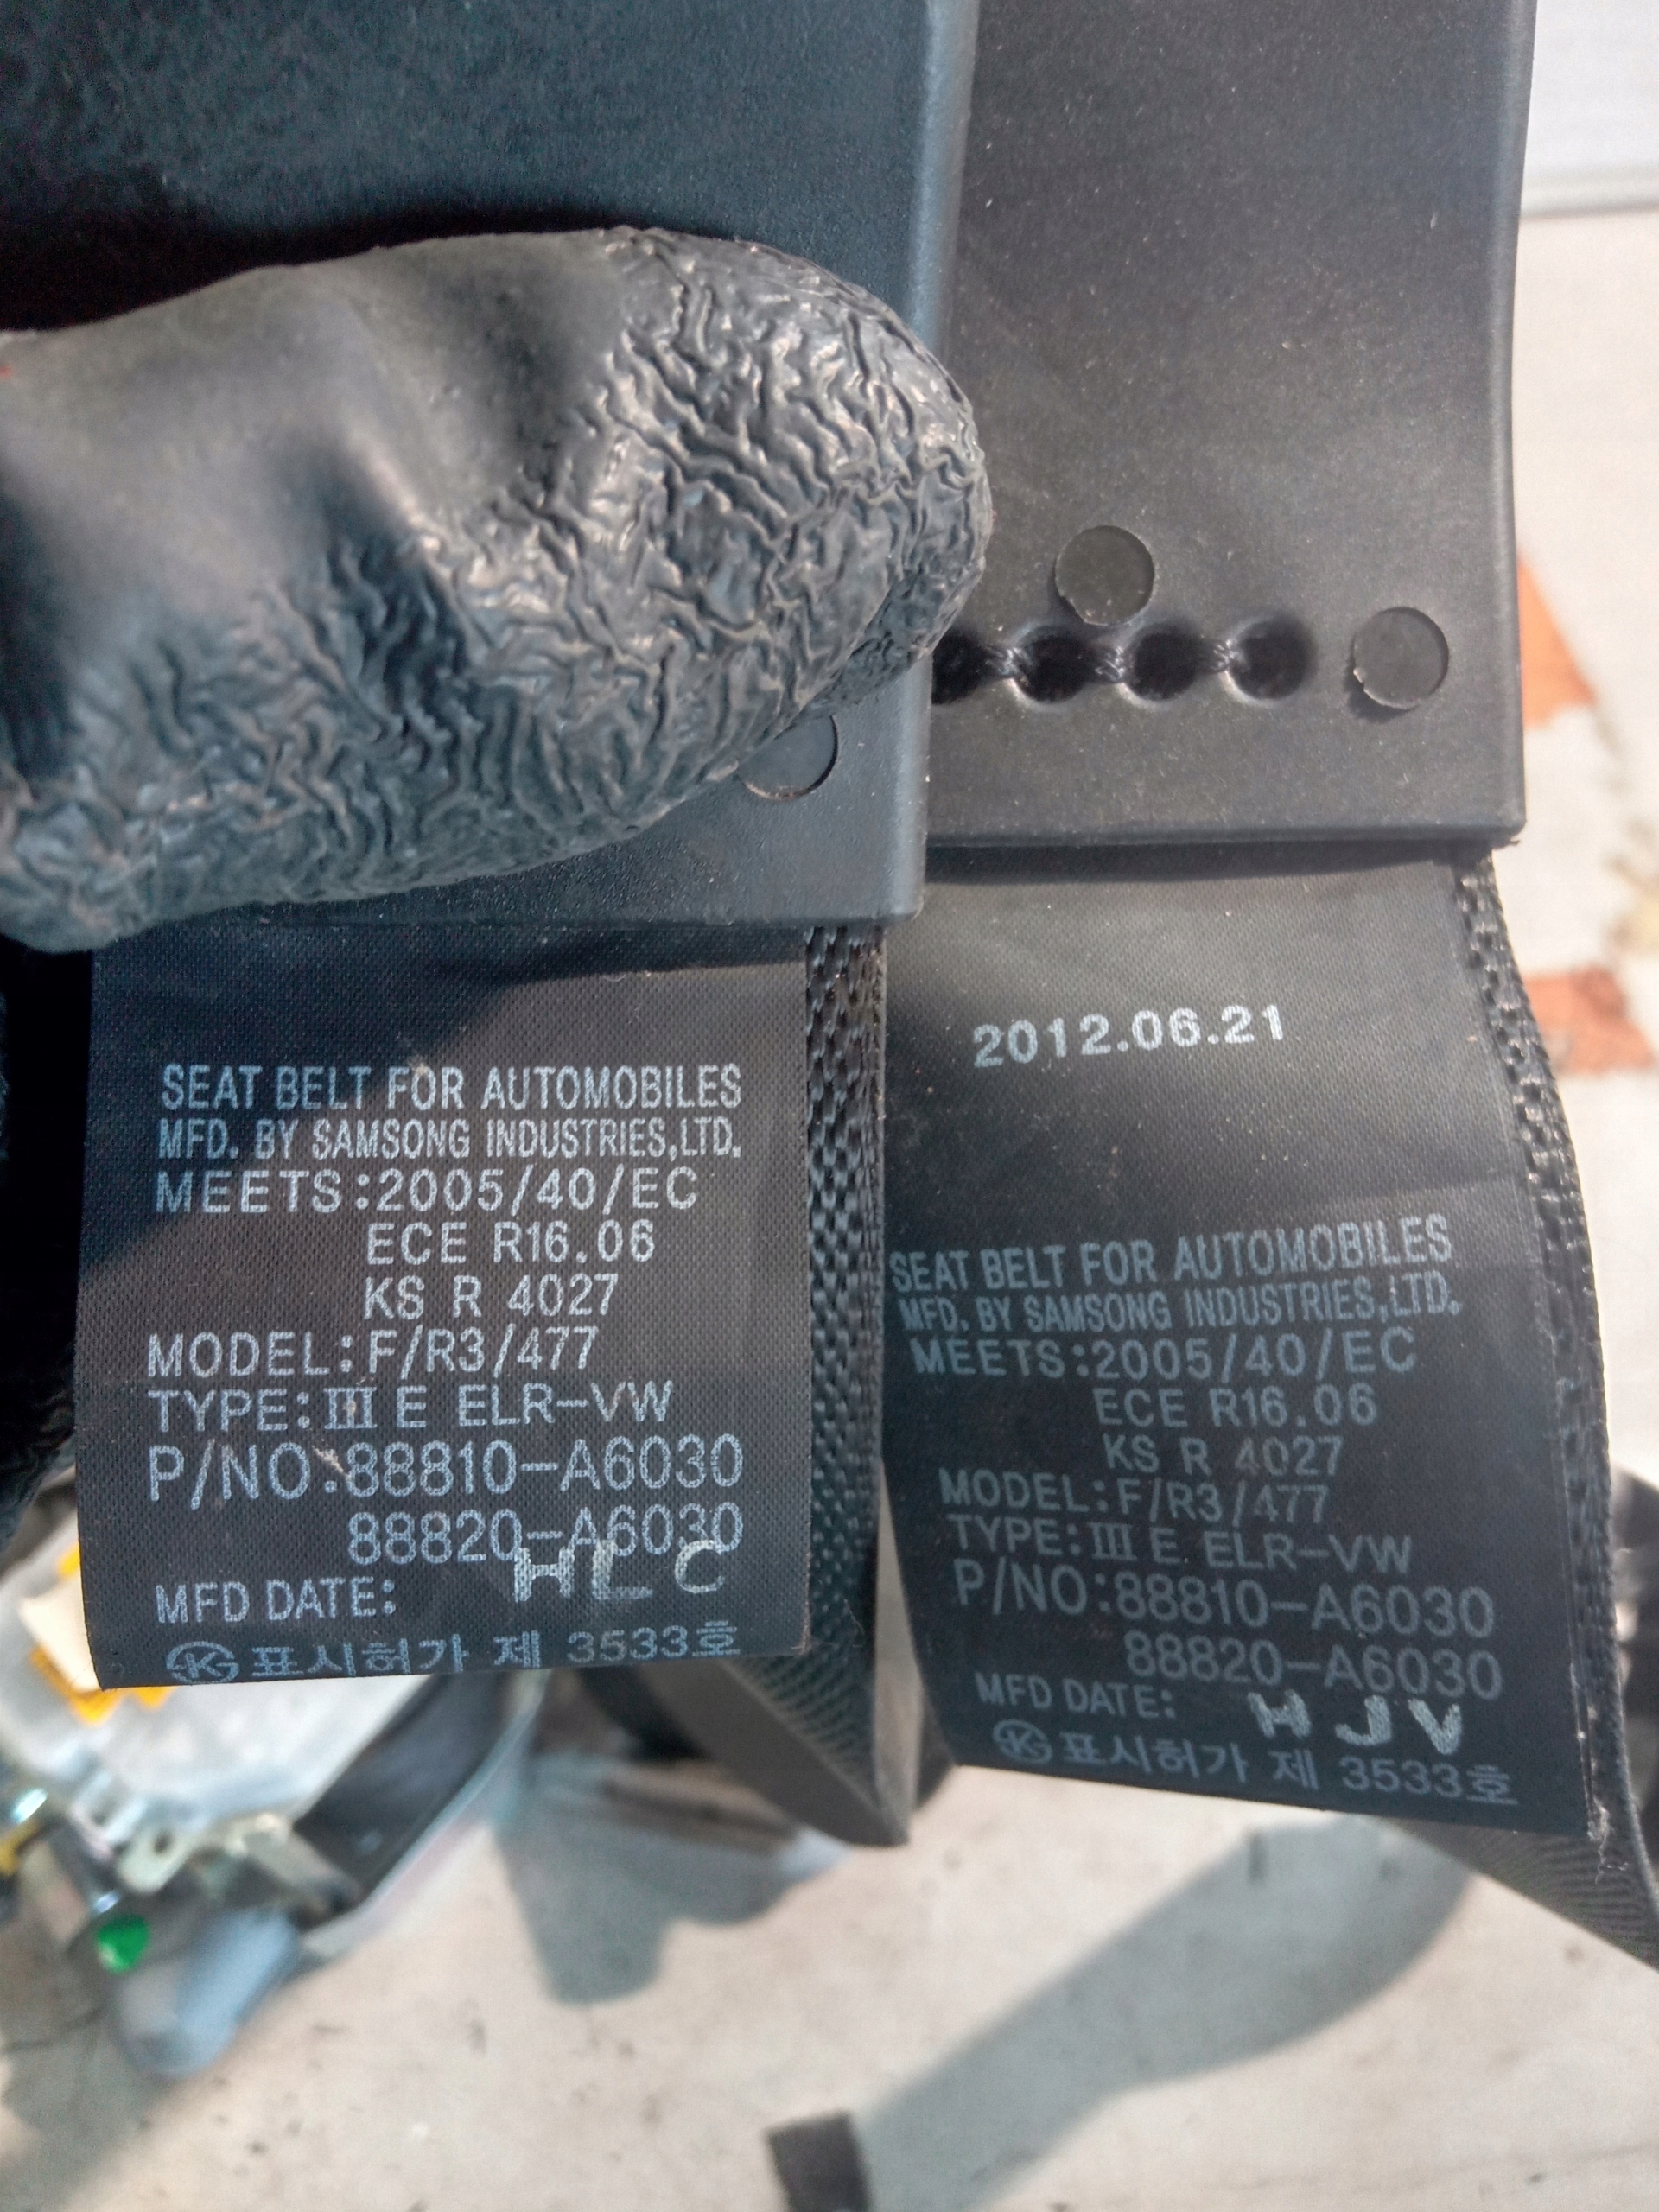 SEAT BELT FOR AUTOMOBILES
MFD. BY SAMSONG INDUSTRIES,LTD.
MEETS:2005/40/EC
ECE R16.06
KS R 4027
MODEL:F/R3/477
TYPE:Ⅲ E ELR-VW
P/NO:88810-A6030
88820-A6030
MFD DATE: HLC
K 표시허가 제 3533호
2012.06.21
SEAT BELT FOR AUTOMOBILES
MFD. BY SAMSONG INDUSTRIES,LTD.
MEETS:2005/40/EC
ECE R16.06
KS R 4027
MODEL:F/R3/477
TYPE:Ⅲ E ELR-VW
P/NO:88810-A6030
88820-A6030
MFD DATE: HJV
K 표시허가 제 3533호